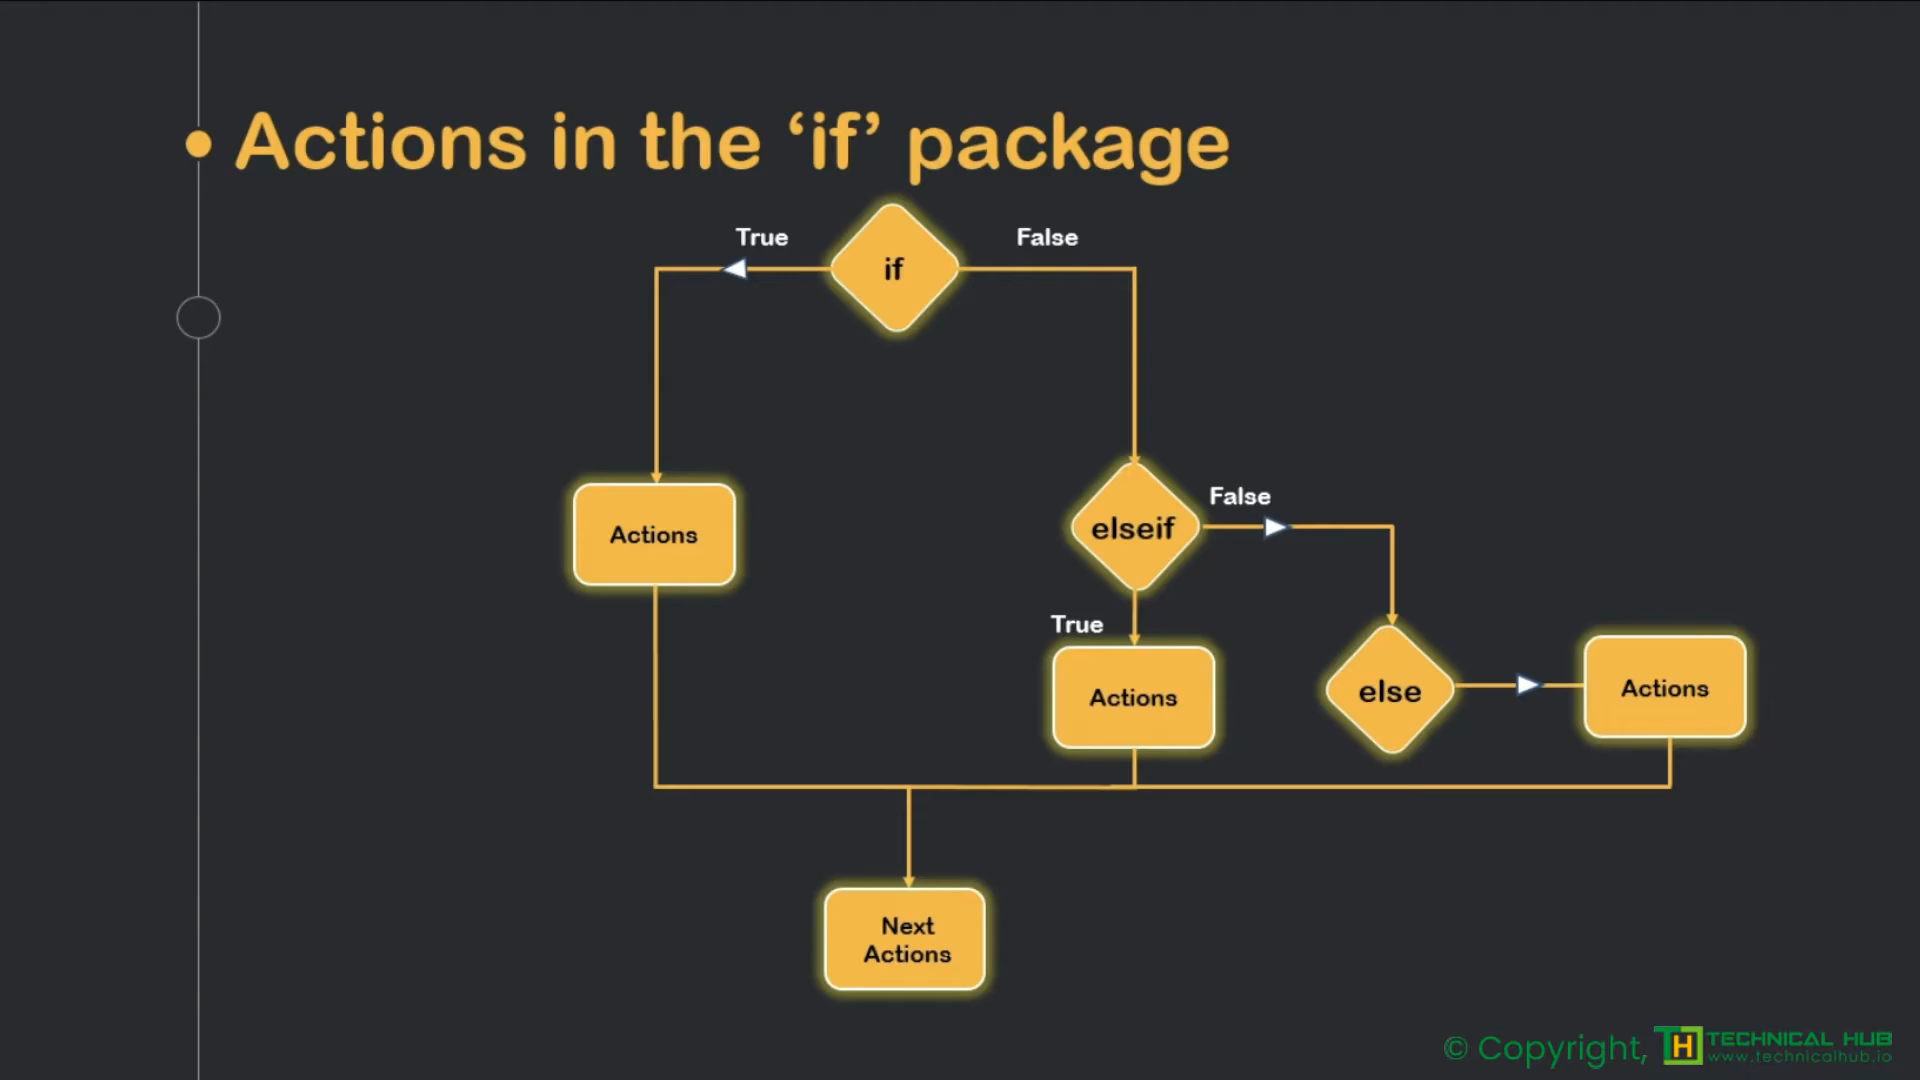 Actions in the ‘if’ package
True
if
False
Actions
elseif
False
True
Actions
else
Actions
Next
Actions
© Copyright, TH TECHNICAL HUB
www.technicalhub.io